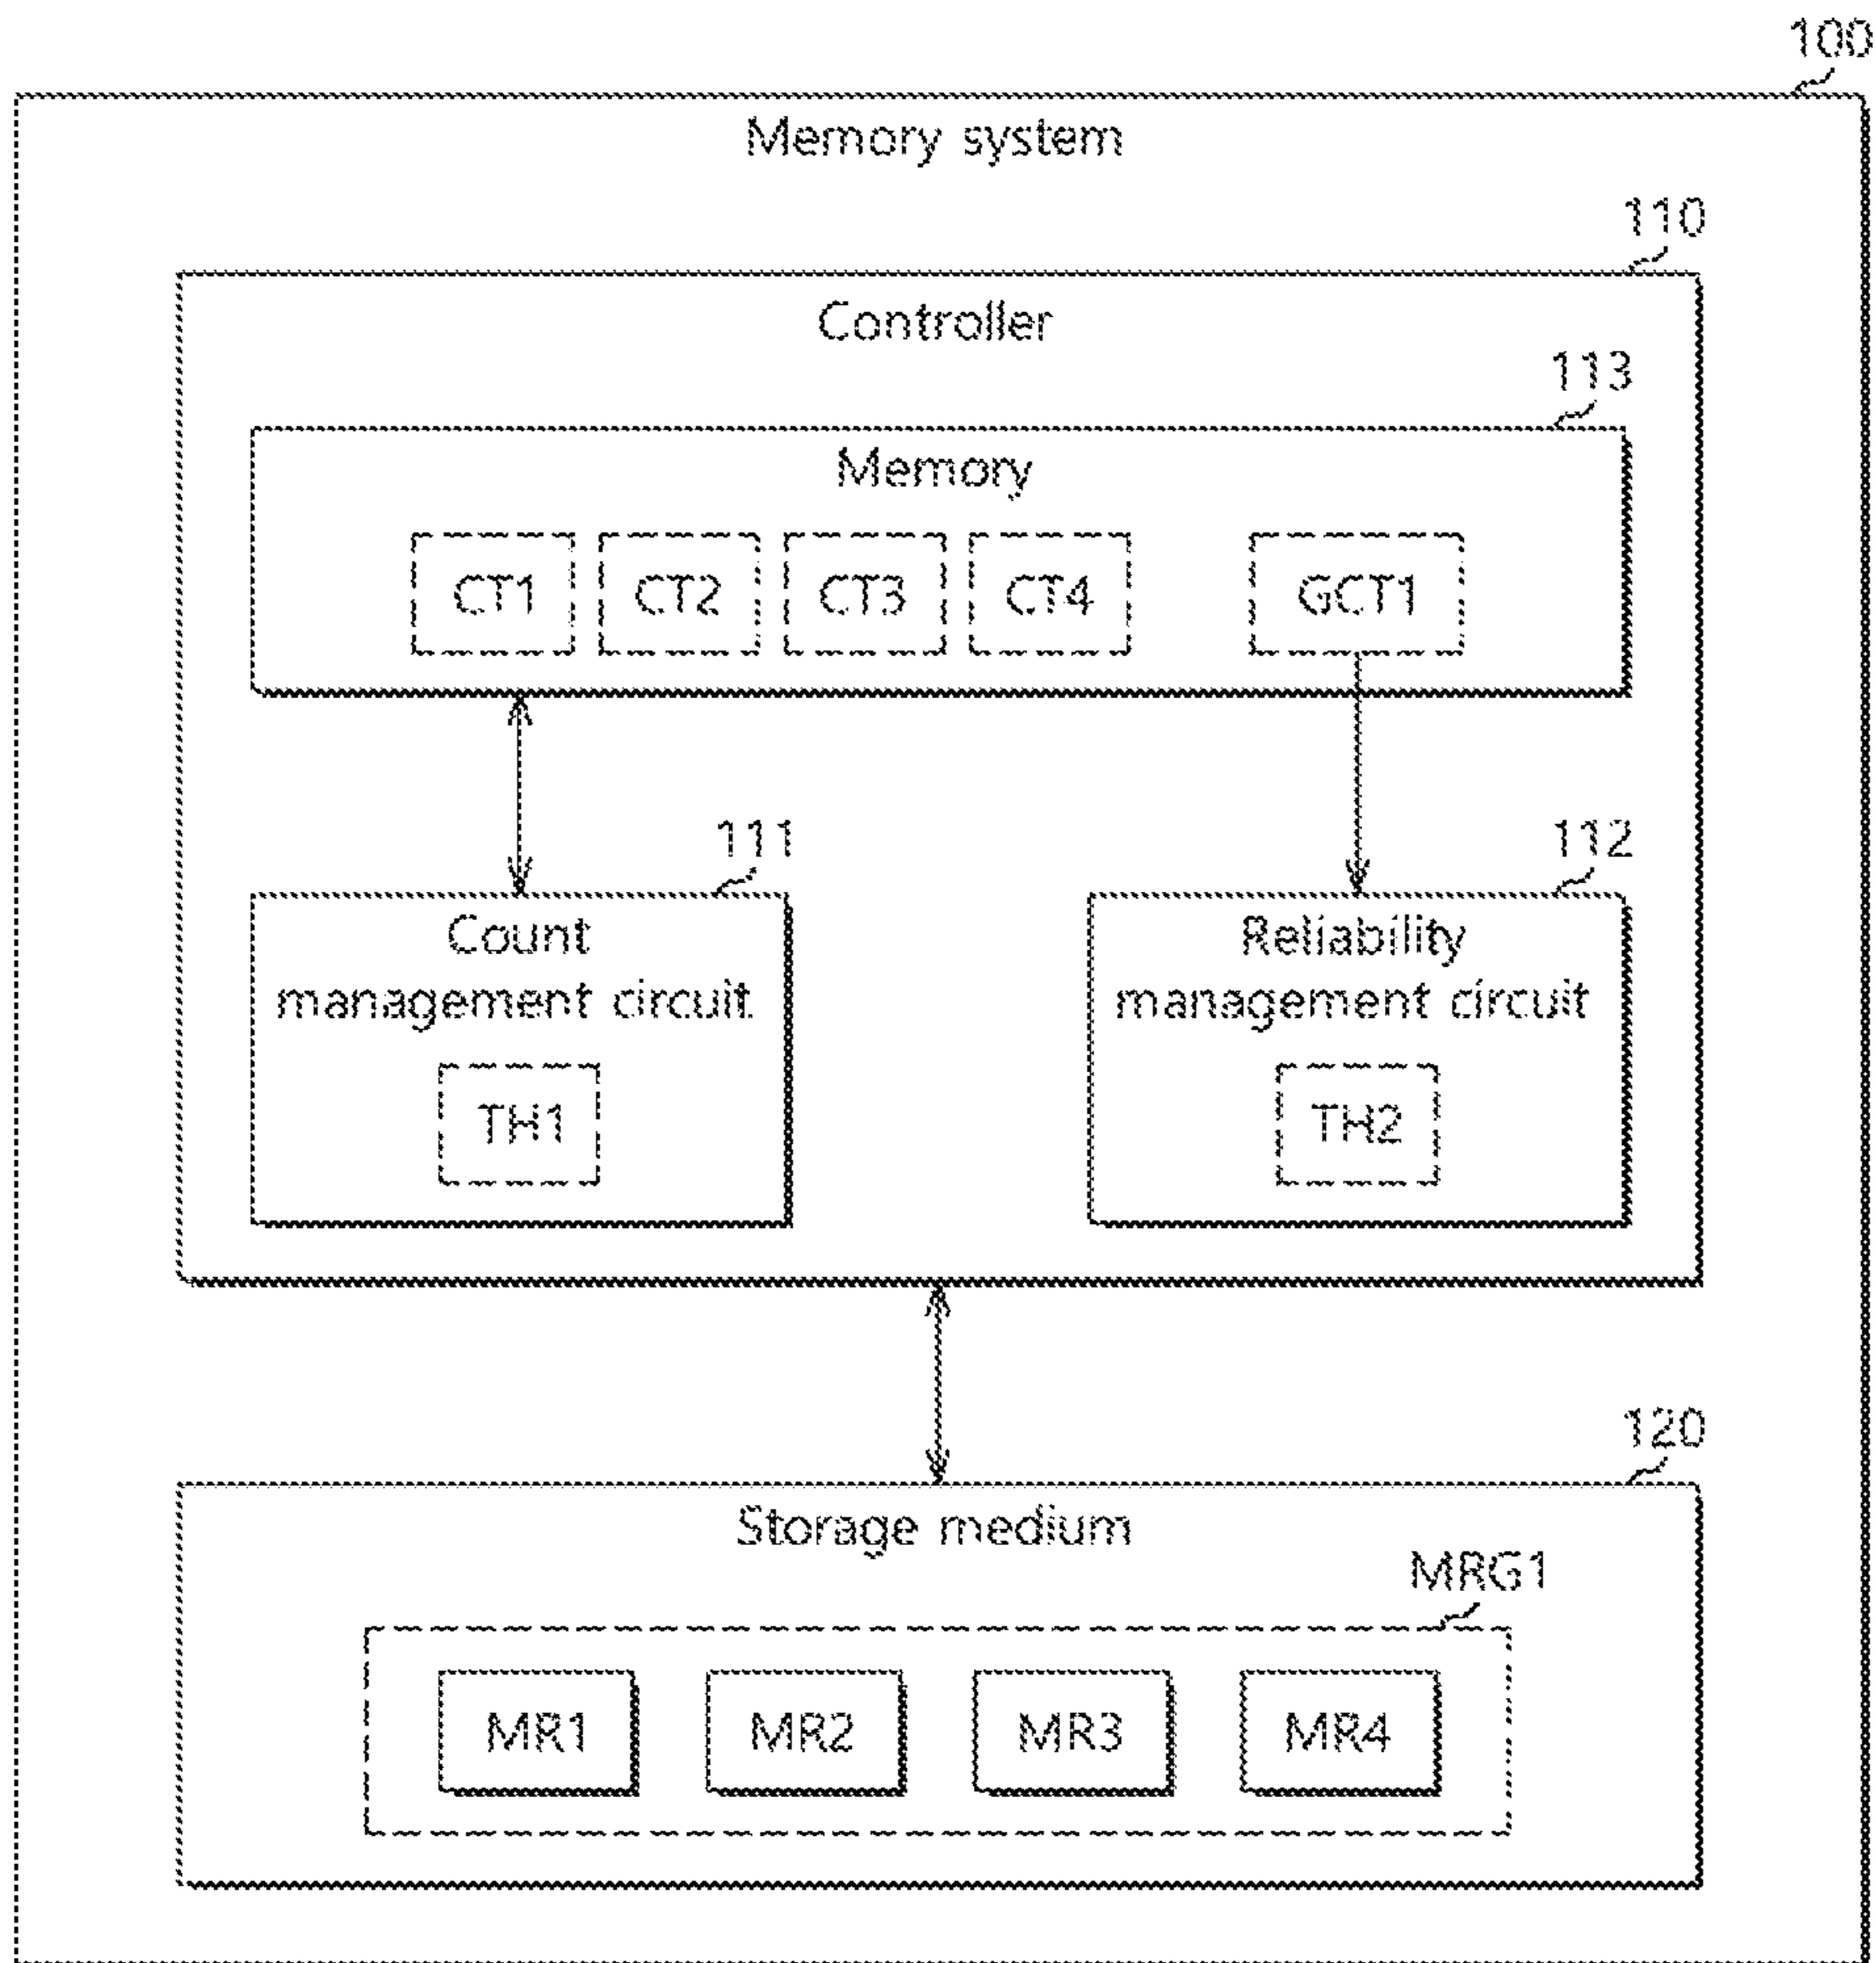 100
Memory system
110
Controller
113
Memory
CT1 CT2 CT3 CT4 GCT1
111 112
Count
management circuit
TH1
Reliability
management circuit
TH2
120
Storage medium
MRG1
MR1 MR2 MR3 MR4